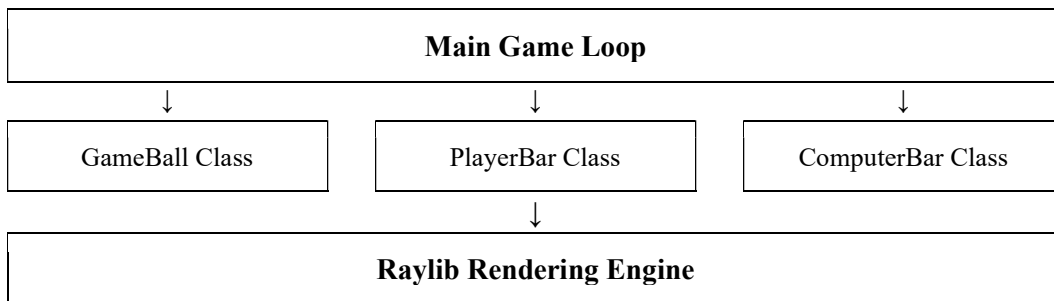 Main Game Loop
↓ ↓ ↓
GameBall Class PlayerBar Class ComputerBar Class
↓
Raylib Rendering Engine